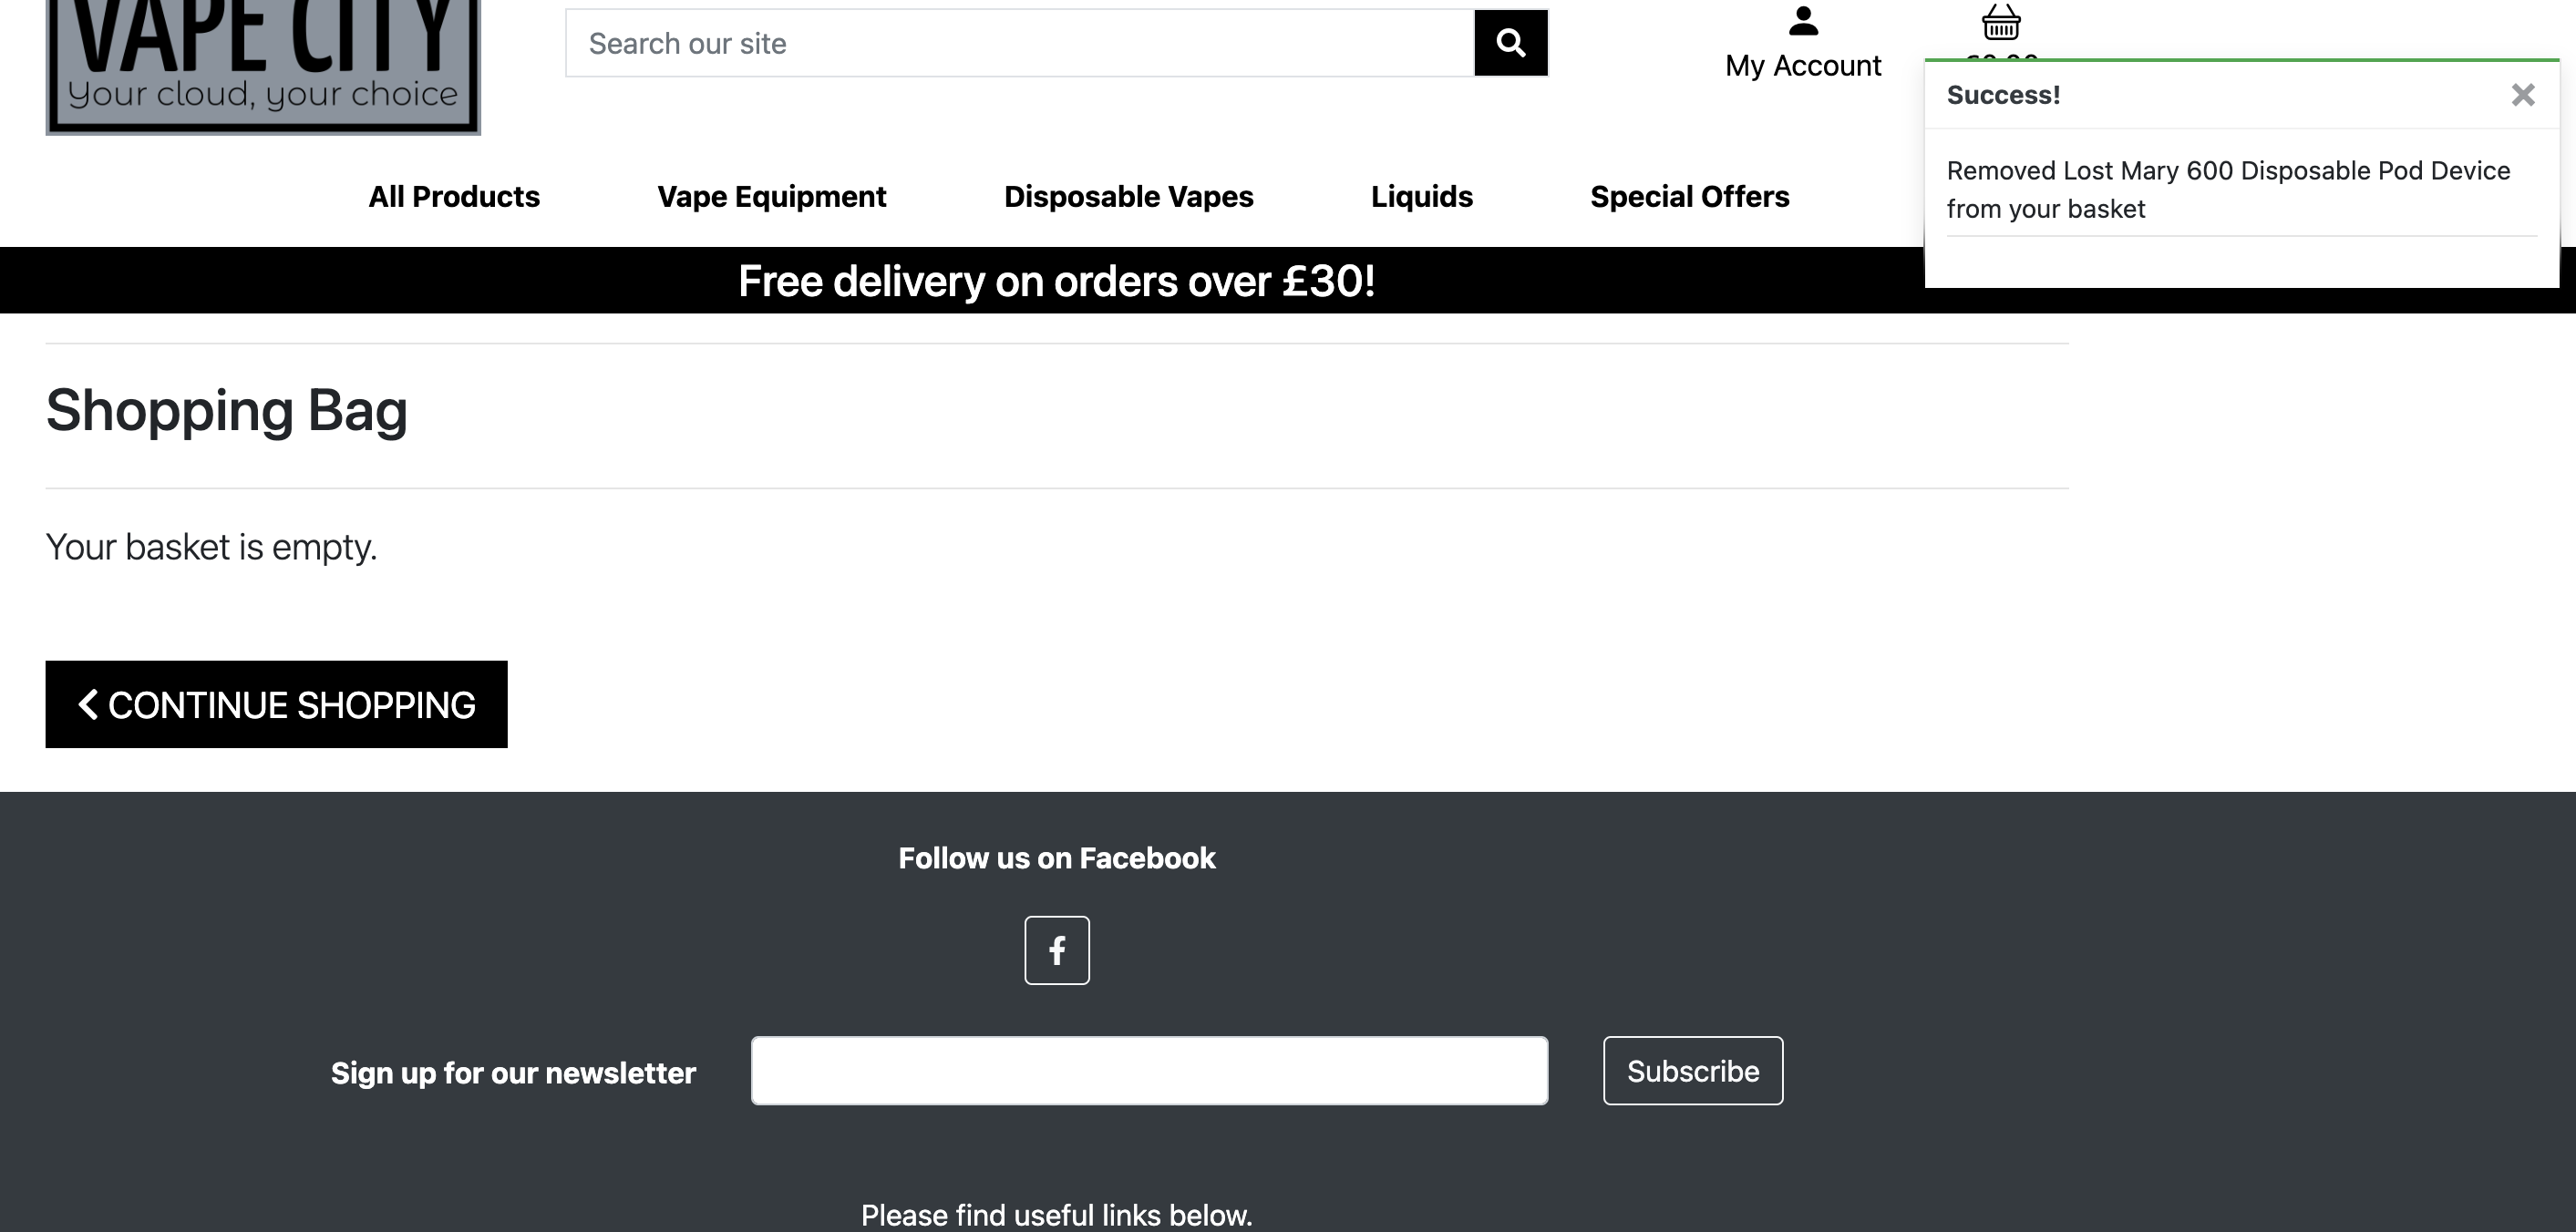 VAPE CITY
Your cloud, your choice
Search our site
My Account
Success!
Removed Lost Mary 600 Disposable Pod Device
from your basket
All Products
Vape Equipment
Disposable Vapes
Liquids
Special Offers
Free delivery on orders over £30!
Shopping Bag
Your basket is empty.
CONTINUE SHOPPING
Follow us on Facebook
Sign up for our newsletter
Subscribe
Please find useful links below.